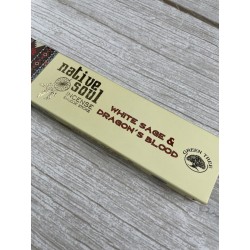 native
soul
INCENSE
WHITE SAGE &
DRAGON'S BLOOD
GREEN TREE